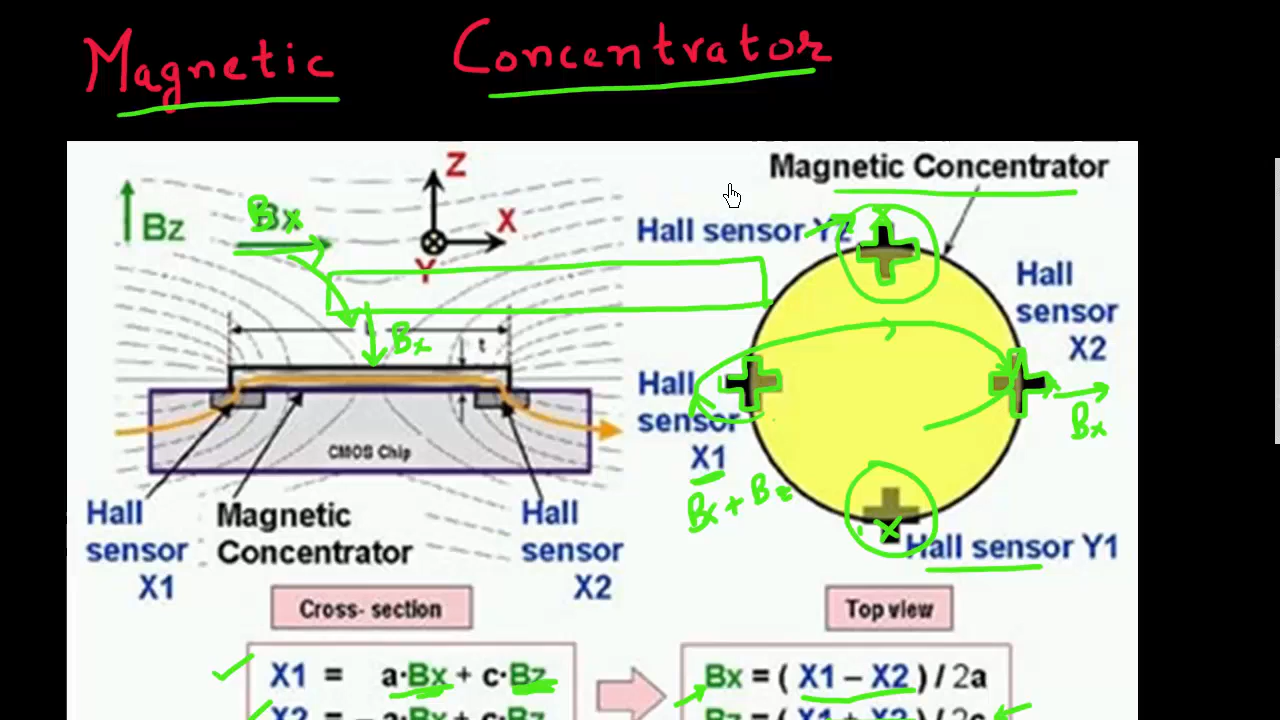 Magnetic Concentrator
Bz
Bx
Bx
Z
X
Y
t
Bx
CMOS Chip
Hall sensor X1
Magnetic Concentrator
Hall sensor X2
Cross- section
Magnetic Concentrator
Hall sensor Y2
Hall sensor X2
Hall sensor X1
Bx + Bz
Bx
Hall sensor Y1
Top view
X1 = a·Bx + c·Bz
Bx = ( X1 – X2 ) / 2a